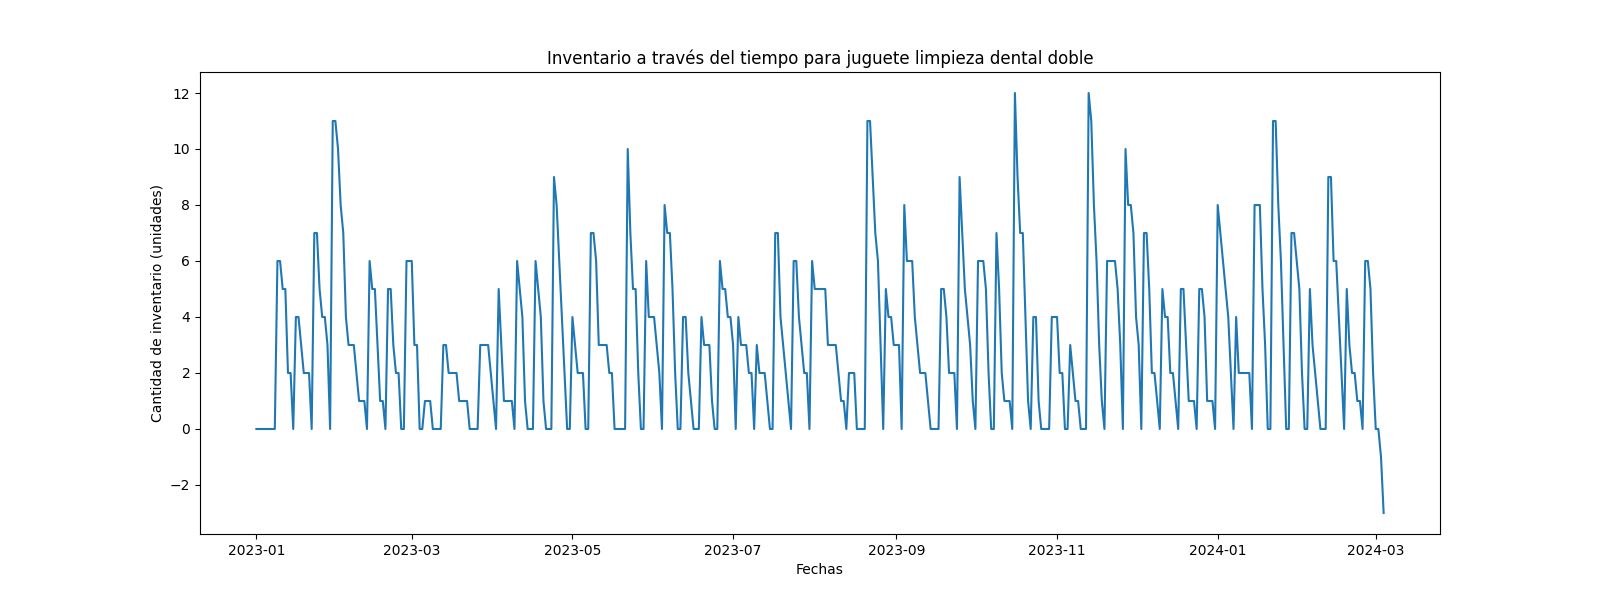 Inventario a través del tiempo para juguete limpieza dental doble
Cantidad de inventario (unidades)
12
10
8
6
4
2
0
−2
2023-01 2023-03 2023-05 2023-07 2023-09 2023-11 2024-01 2024-03
Fechas